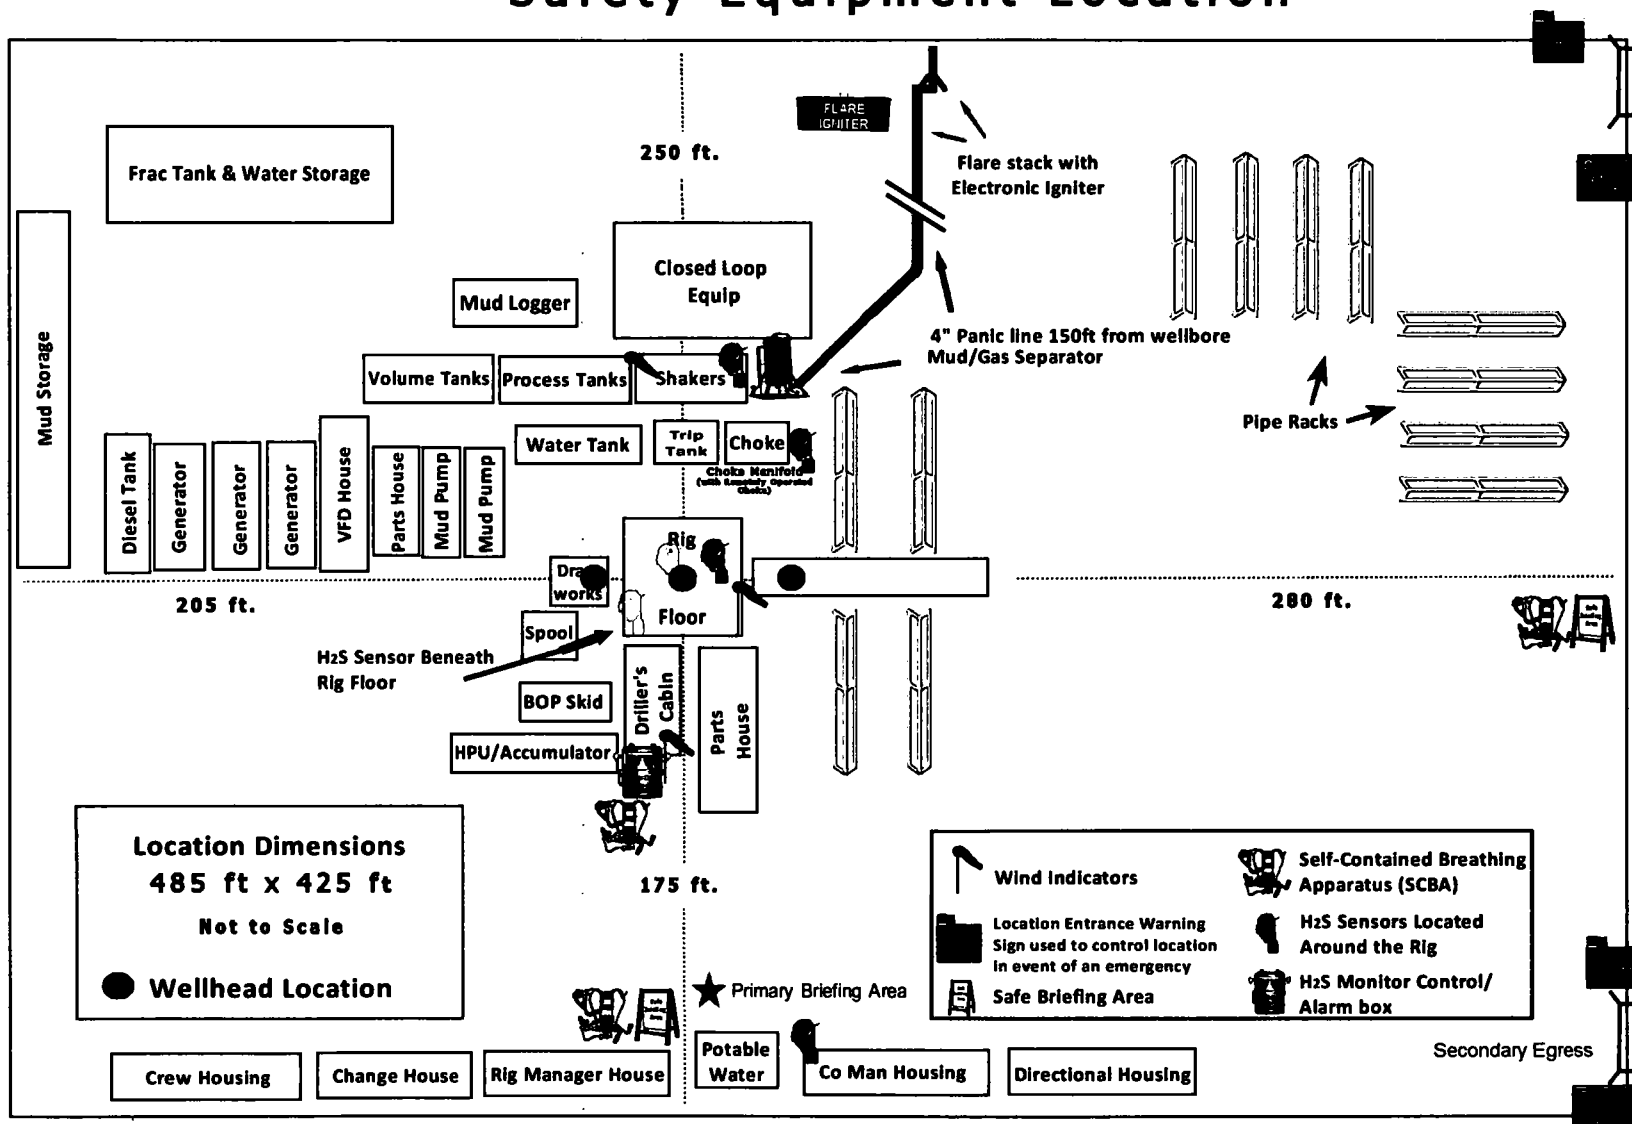 Safety Equipment Location
FLARE
IGNITER
250 ft.
Flare stack with
Electronic Igniter
Frac Tank & Water Storage
Closed Loop
Equip
Mud Logger
Mud Storage
4" Panic line 150ft from wellbore
Mud/Gas Separator
Volume Tanks
Process Tanks
Shakers
Pipe Racks
Water Tank
Trip
Tank
Choke
Choke Manifold
(with Remotely Operated
Choke)
Diesel Tank
Generator
Generator
Generator
VFD House
Parts House
Mud Pump
Mud Pump
Rig
Floor
Draw
works
205 ft.
280 ft.
Spool
H2S Sensor Beneath
Rig Floor
BOP Skid
Driller's
Cabin
Parts
House
HPU/Accumulator
Location Dimensions
485 ft x 425 ft
Not to Scale
Wellhead Location
175 ft.
Wind Indicators
Location Entrance Warning
Sign used to control location
in event of an emergency
Safe Briefing Area
Self-Contained Breathing
Apparatus (SCBA)
H2S Sensors Located
Around the Rig
H2S Monitor Control/
Alarm box
Primary Briefing Area
Secondary Egress
Crew Housing
Change House
Rig Manager House
Potable
Water
Co Man Housing
Directional Housing